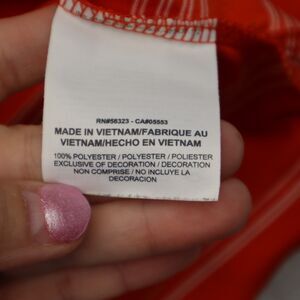 RN#56323 - CA#05553
MADE IN VIETNAM/FABRIQUE AU
VIETNAM/HECHO EN VIETNAM
100% POLYESTER / POLYESTER / POLIESTER
EXCLUSIVE OF DECORATION / DECORATION
NON COMPRISE / NO INCLUYE LA
DECORACION